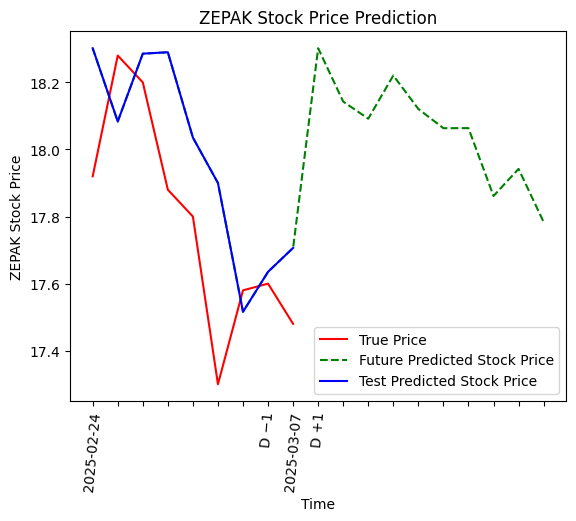 ZEPAK Stock Price Prediction
ZEPAK Stock Price
18.2
18.0
17.8
17.6
17.4
True Price
Future Predicted Stock Price
Test Predicted Stock Price
2025-02-24
D −1
2025-03-07
D +1
Time